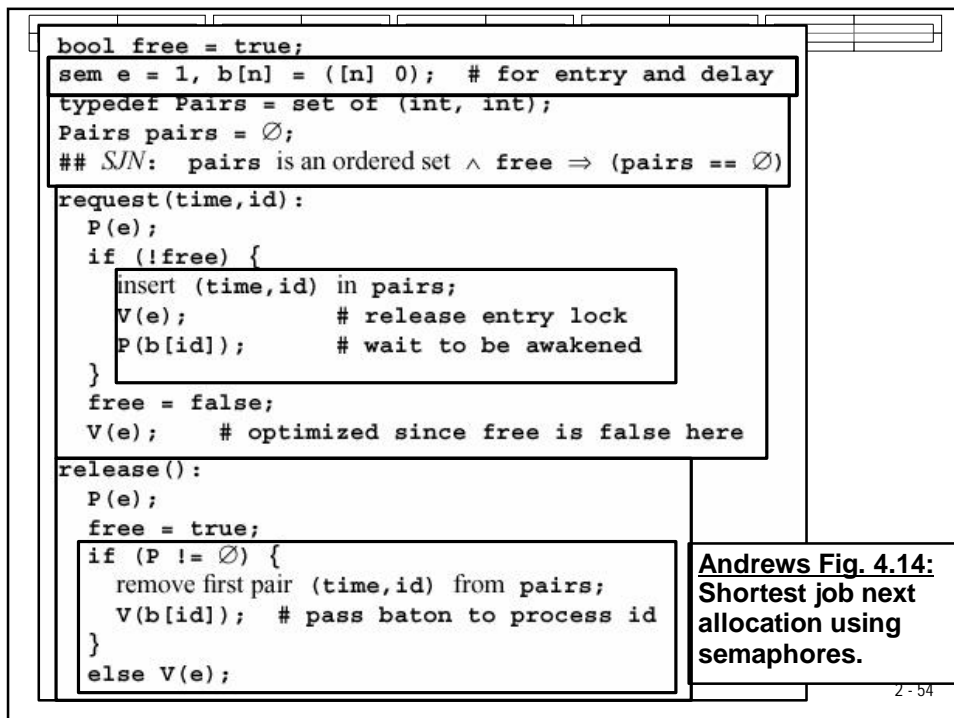 bool free = true;
sem e = 1, b[n] = ([n] 0);  # for entry and delay
typedef Pairs = set of (int, int);
Pairs pairs = ∅;
## SJN:  pairs is an ordered set ∧ free ⇒ (pairs == ∅)
request(time,id):
P(e);
if (!free) {
insert (time,id) in pairs;
V(e);          # release entry lock
P(b[id]);      # wait to be awakened
}
free = false;
V(e);    # optimized since free is false here
release():
P(e);
free = true;
if (P != ∅) {
remove first pair (time,id) from pairs;
V(b[id]);  # pass baton to process id
}
else V(e);
Andrews Fig. 4.14:
Shortest job next
allocation using
semaphores.
2 - 54